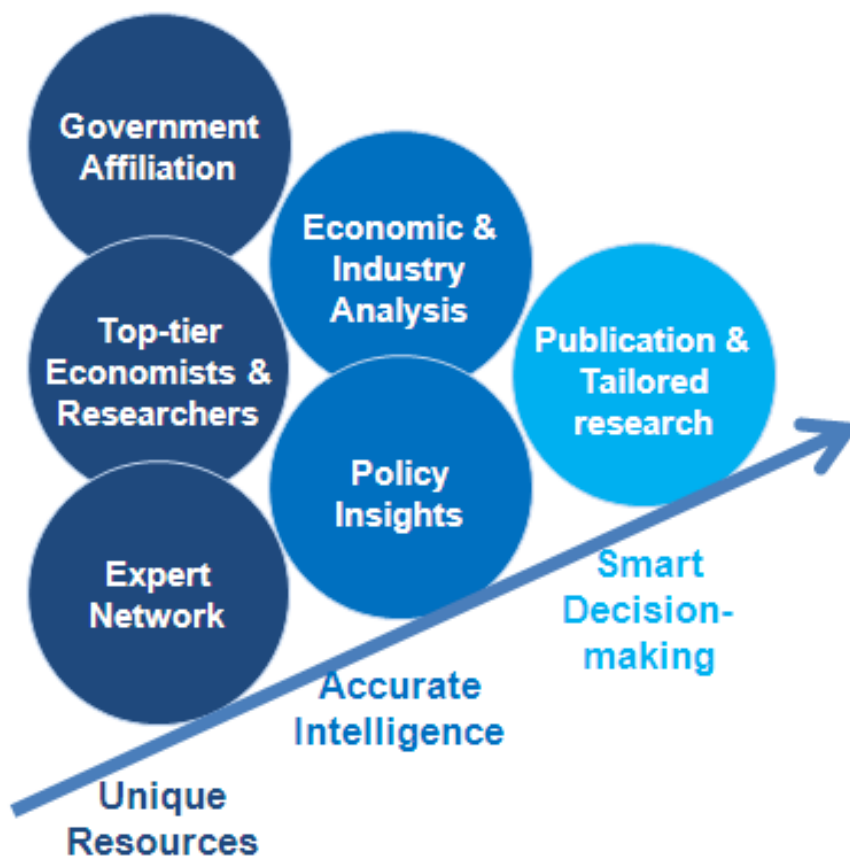 Government
Affiliation
Top-tier
Economists &
Researchers
Expert
Network
Economic &
Industry
Analysis
Policy
Insights
Publication &
Tailored
research
Unique
Resources
Accurate
Intelligence
Smart
Decision-
making